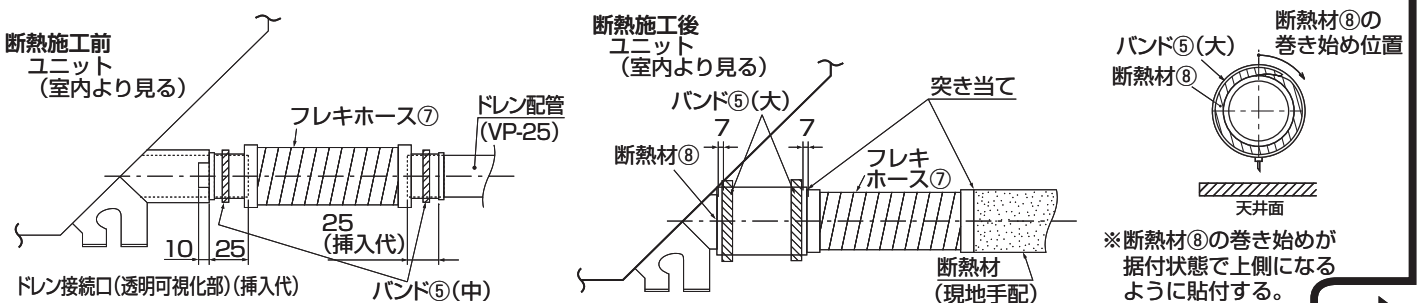 断熱施工前
ユニット
（室内より見る）
フレキホース⑦
ドレン配管
(VP-25)
25
(挿入代)
10
25
ドレン接続口(透明可視化部)(挿入代)
バンド⑤(中)
断熱施工後
ユニット
（室内より見る）
バンド⑤(大)
突き当て
7
7
断熱材⑧
フレキ
ホース⑦
断熱材
(現地手配)
断熱材⑧の
巻き始め位置
バンド⑤(大)
断熱材⑧
天井面
※断熱材⑧の巻き始めが
据付状態で上側になる
ように貼付する。